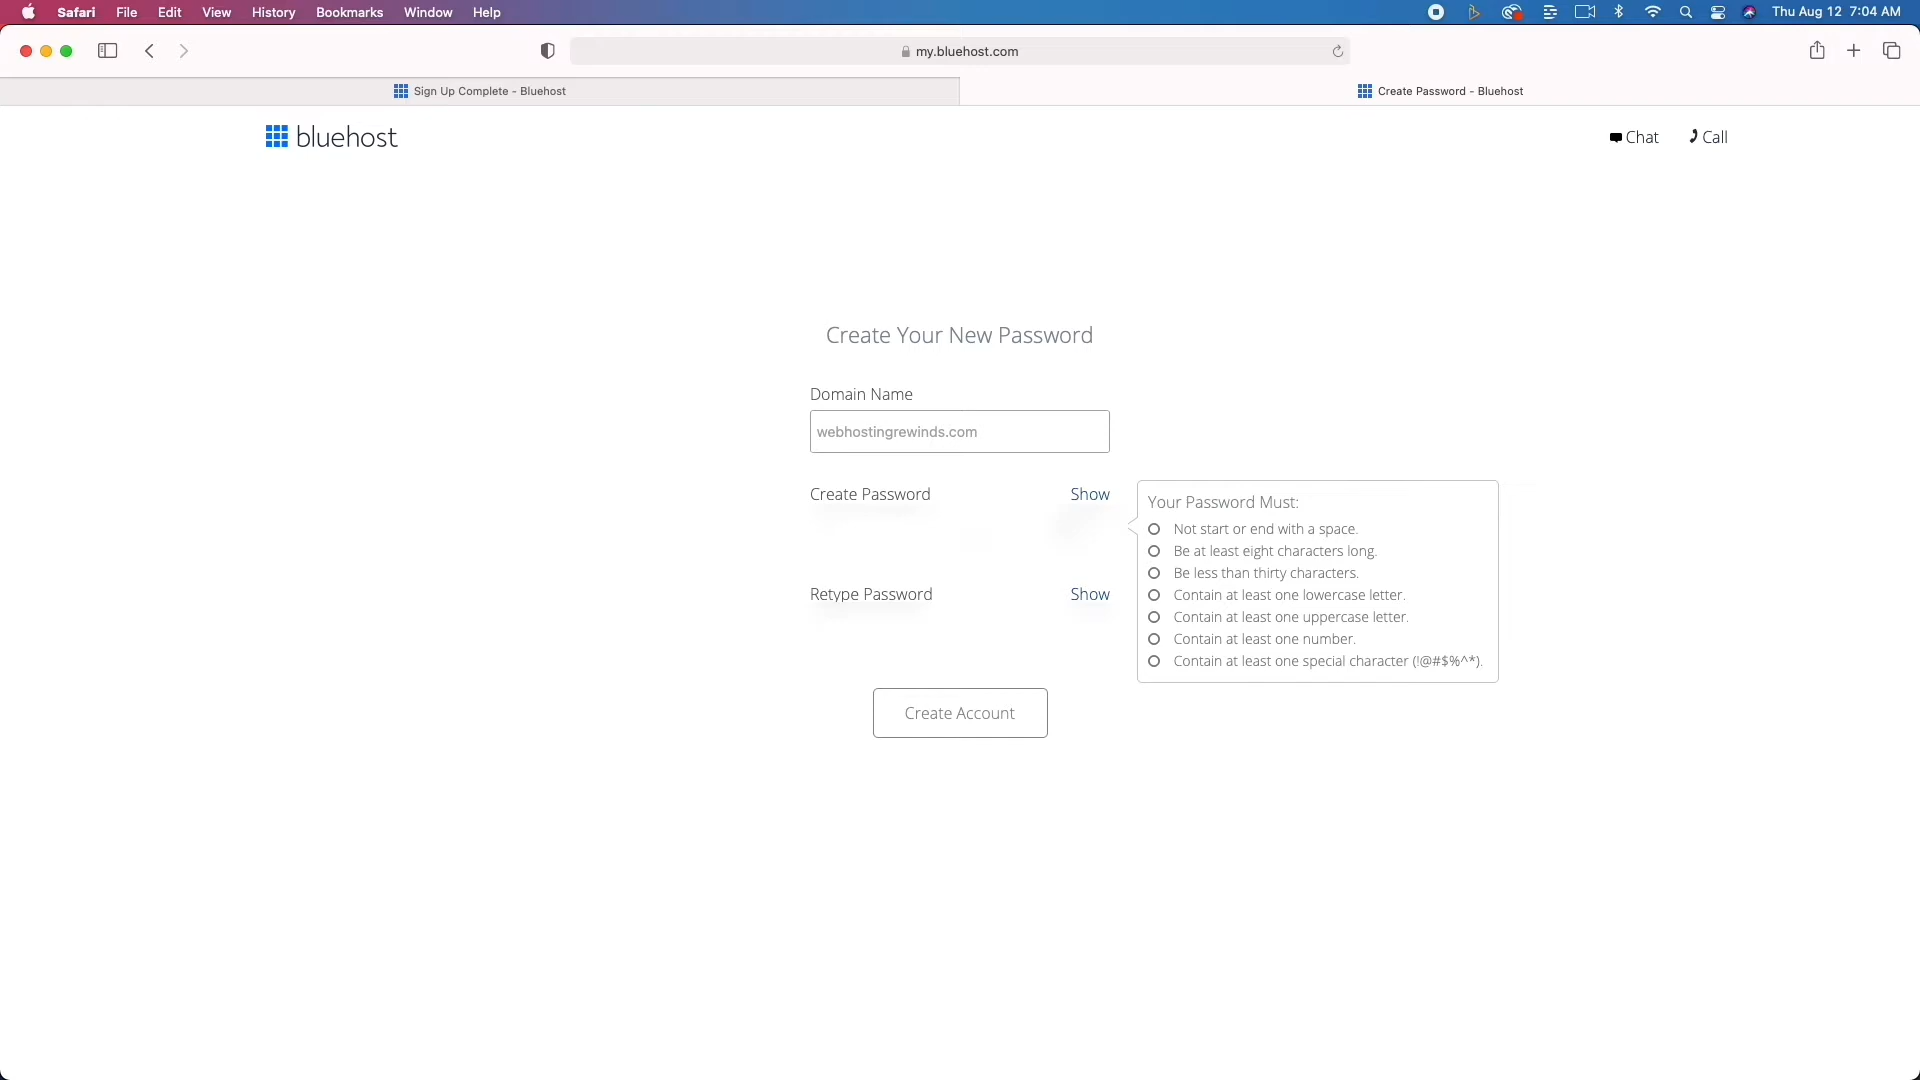 Safari File Edit View History Bookmarks Window Help Thu Aug 12 7:04 AM
my.bluehost.com
Sign Up Complete - Bluehost
Create Password - Bluehost
bluehost
Chat Call
Create Your New Password
Domain Name
webhostingrewinds.com
Create Password Show
Retype Password Show
Your Password Must:
Not start or end with a space.
Be at least eight characters long.
Be less than thirty characters.
Contain at least one lowercase letter.
Contain at least one uppercase letter.
Contain at least one number.
Contain at least one special character (!@#$%^*).
Create Account